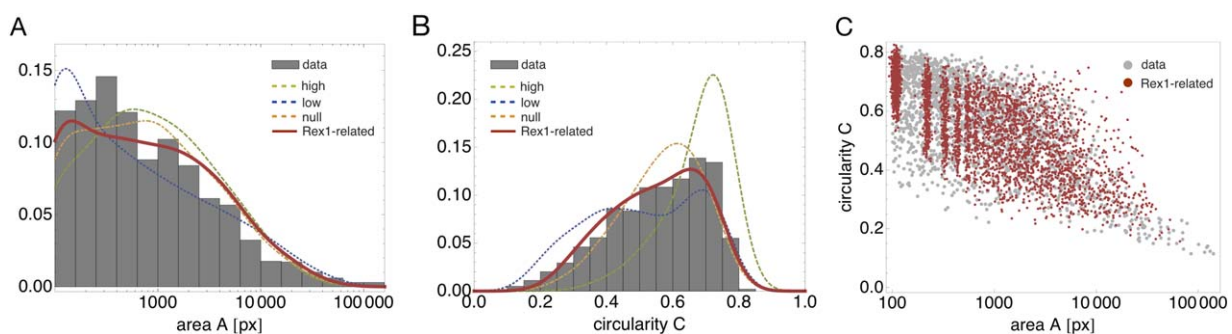 A
0.15
0.10
0.05
0.00
1000
10 000
100 000
area A [px]
data
high
low
null
Rex1-related
B
0.25
0.20
0.15
0.10
0.05
0.00
0.0
0.2
0.4
0.6
0.8
1.0
circularity C
data
high
low
null
Rex1-related
C
circularity C
0.8
0.6
0.4
0.2
0.0
100
1000
10 000
100 000
area A [px]
data
Rex1-related